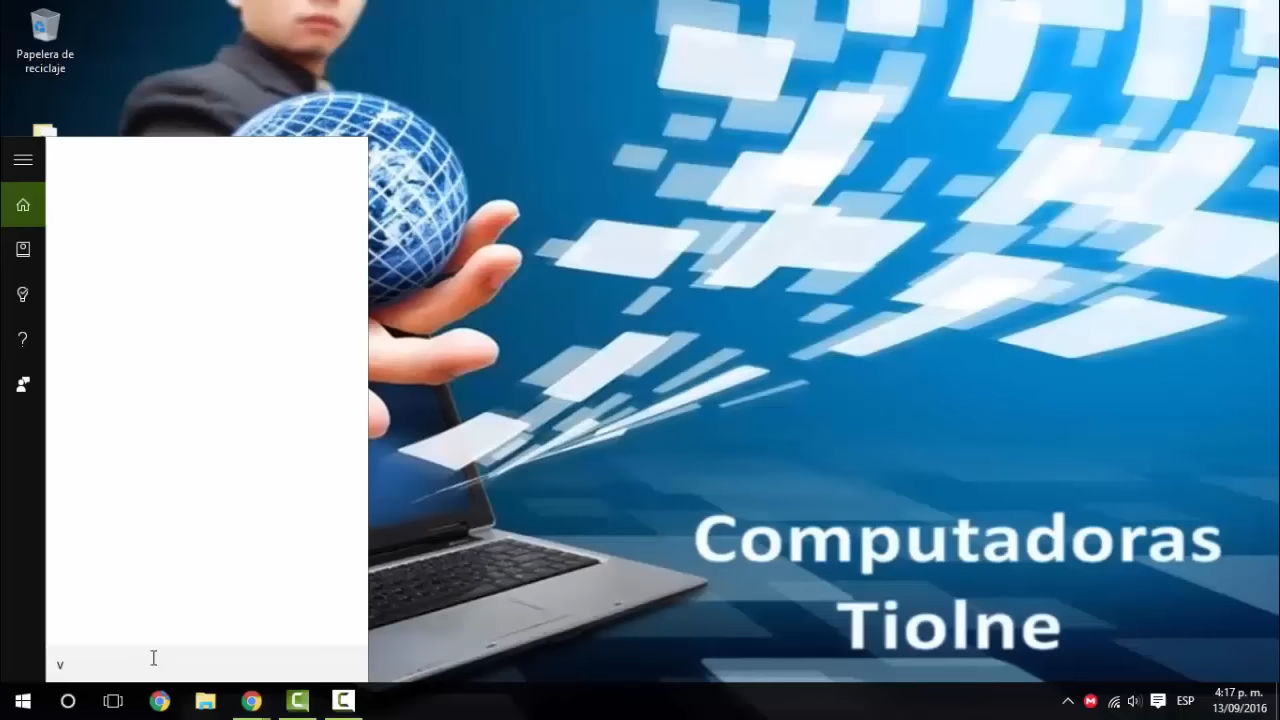 Papelera de
reciclaje
v
Computadoras
Tiolne
ESP
4:17 p. m.
13/09/2016